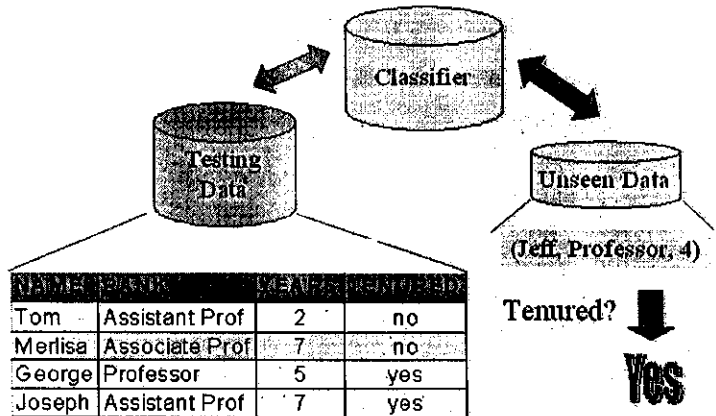 Classifier
Testing
Data
Unseen Data
(Jeff, Professor, 4)
NAME RANK YEARS TENURED
Tom Assistant Prof 2 no
Merlisa Associate Prof 7 no
George Professor 5 yes
Joseph Assistant Prof 7 yes
Tenured?
Yes